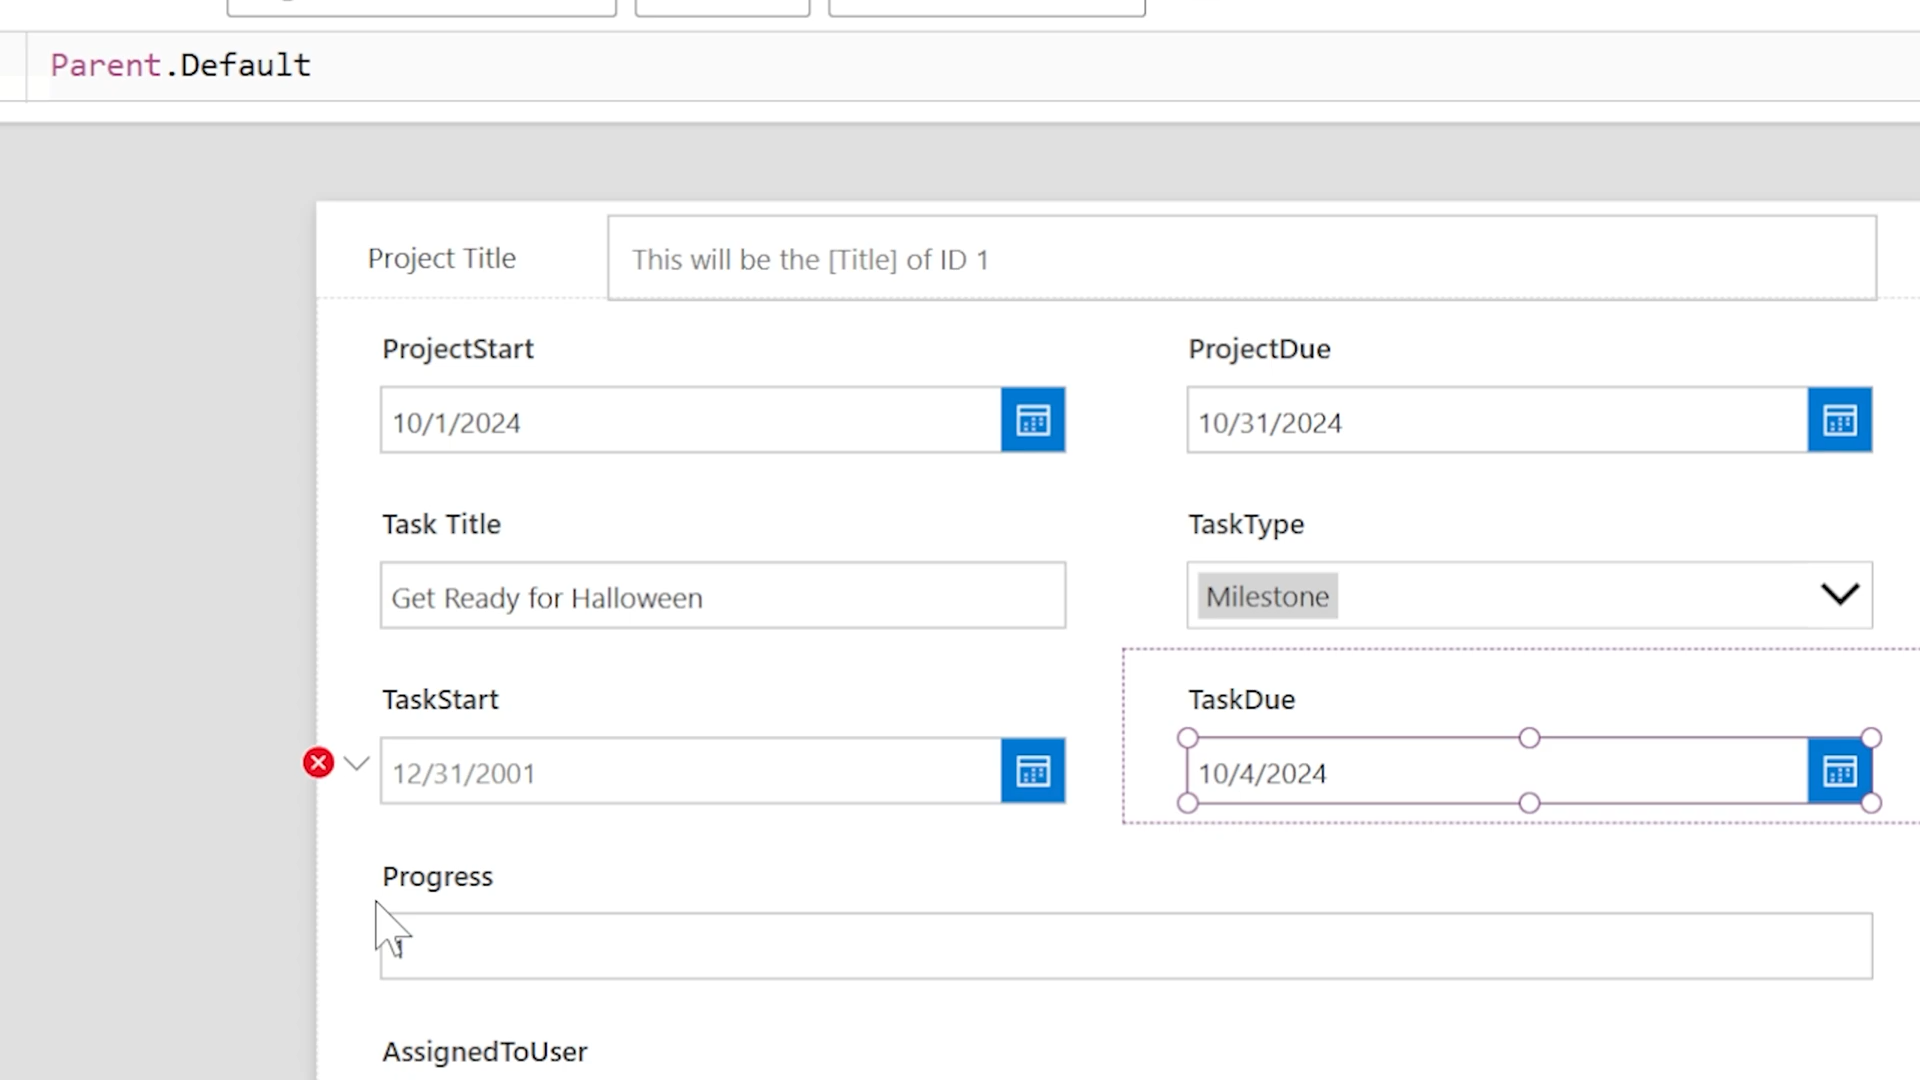 Parent.Default
Project Title
This will be the [Title] of ID 1
ProjectStart
ProjectDue
10/1/2024
10/31/2024
Task Title
TaskType
Get Ready for Halloween
Milestone
TaskStart
TaskDue
12/31/2001
10/4/2024
Progress
AssignedToUser